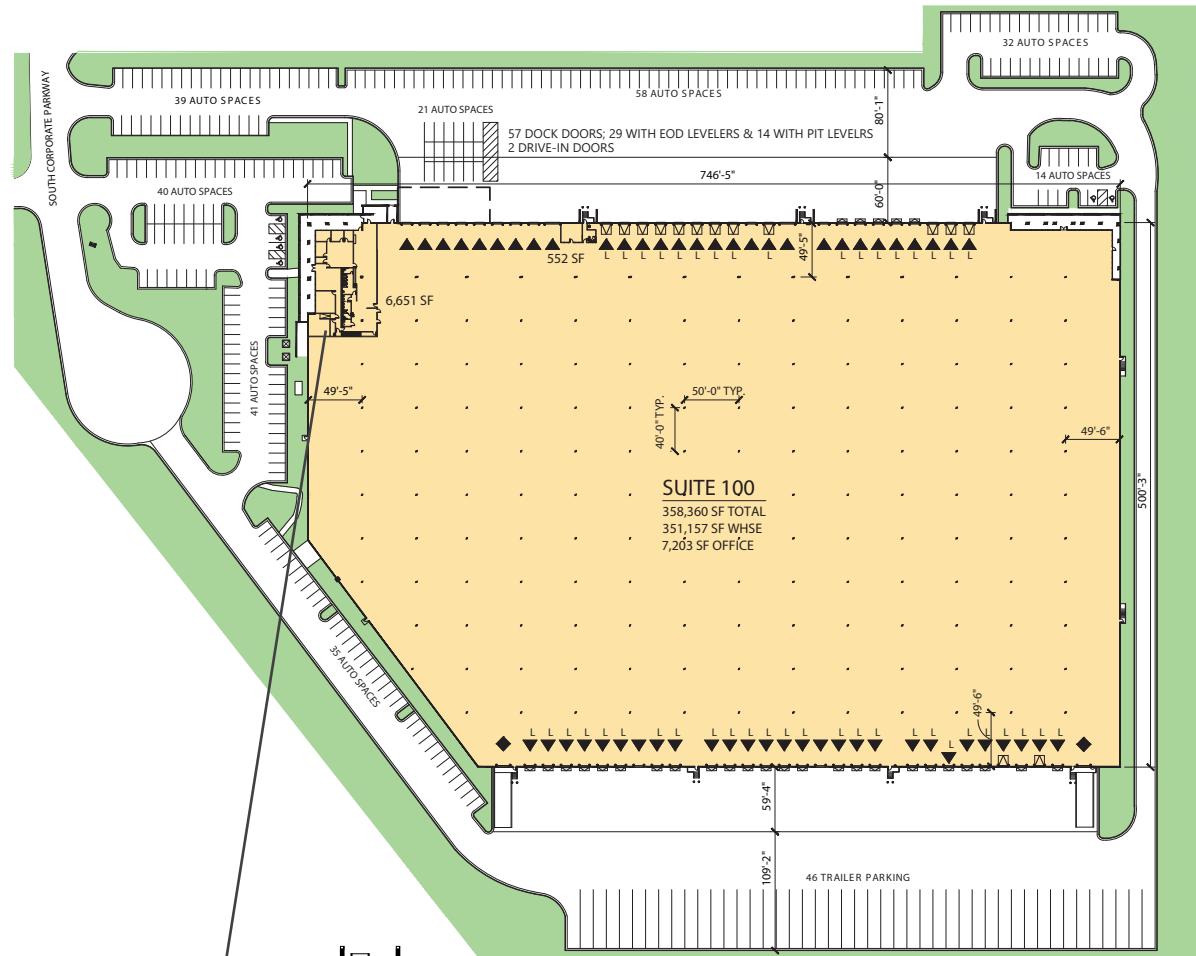 32 AUTO SPACES
SOUTH CORPORATE PARKWAY
39 AUTO SPACES
58 AUTO SPACES
21 AUTO SPACES
80'-1"
57 DOCK DOORS; 29 WITH EOD LEVELERS & 14 WITH PIT LEVELRS
2 DRIVE-IN DOORS
746'-5"
14 AUTO SPACES
40 AUTO SPACES
60'-0"
49'-5"
552 SF
L L L L L L L L L L L L L L L L L
6,651 SF
41 AUTO SPACES
49'-5"
50'-0" TYP.
40'-0" TYP.
49'-6"
SUITE 100
358,360 SF TOTAL
351,157 SF WHSE
7,203 SF OFFICE
500'-3"
35 AUTO SPACES
49'-6"
L L L L L L L L L L L L L L L L L L L L L L L L L
L
59'-4"
109'-2"
46 TRAILER PARKING